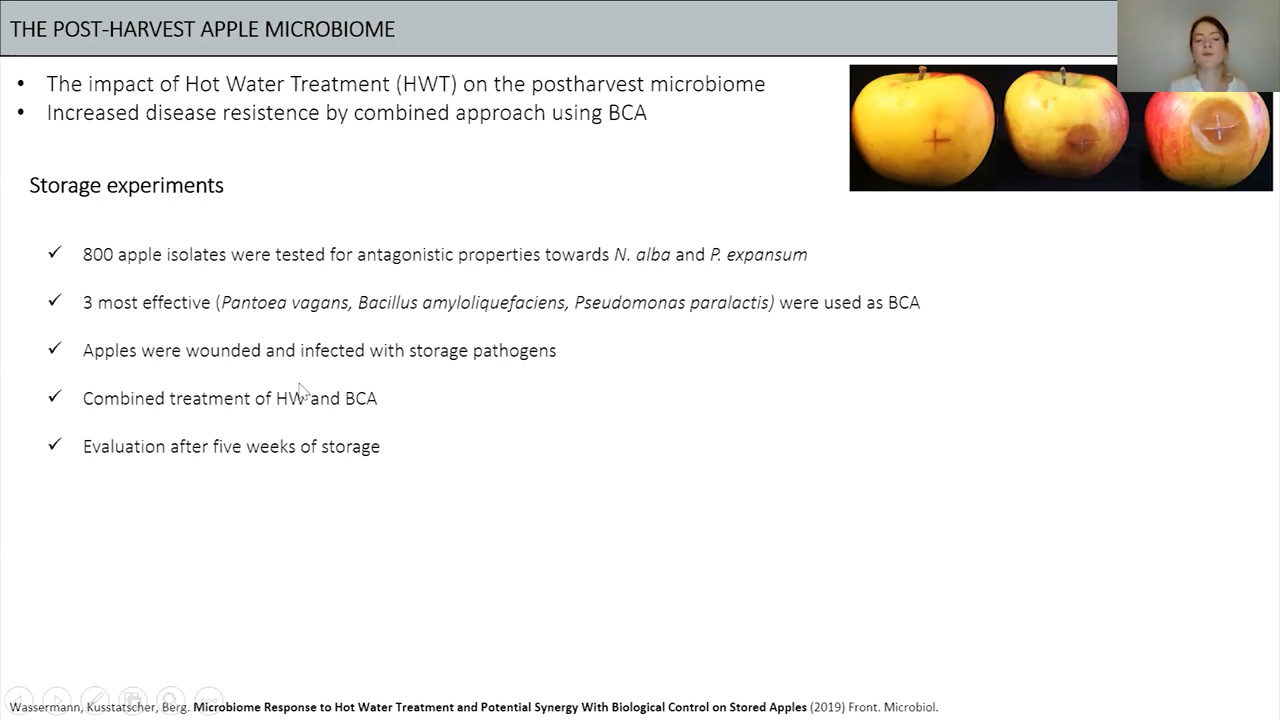 THE POST-HARVEST APPLE MICROBIOME
• The impact of Hot Water Treatment (HWT) on the postharvest microbiome
• Increased disease resistence by combined approach using BCA
Storage experiments
✓ 800 apple isolates were tested for antagonistic properties towards N. alba and P. expansum
✓ 3 most effective (Pantoea vagans, Bacillus amyloliquefaciens, Pseudomonas paralactis) were used as BCA
✓ Apples were wounded and infected with storage pathogens
✓ Combined treatment of HW and BCA
✓ Evaluation after five weeks of storage
Wassermann, Kusstatscher, Berg. Microbiome Response to Hot Water Treatment and Potential Synergy With Biological Control on Stored Apples (2019) Front. Microbiol.